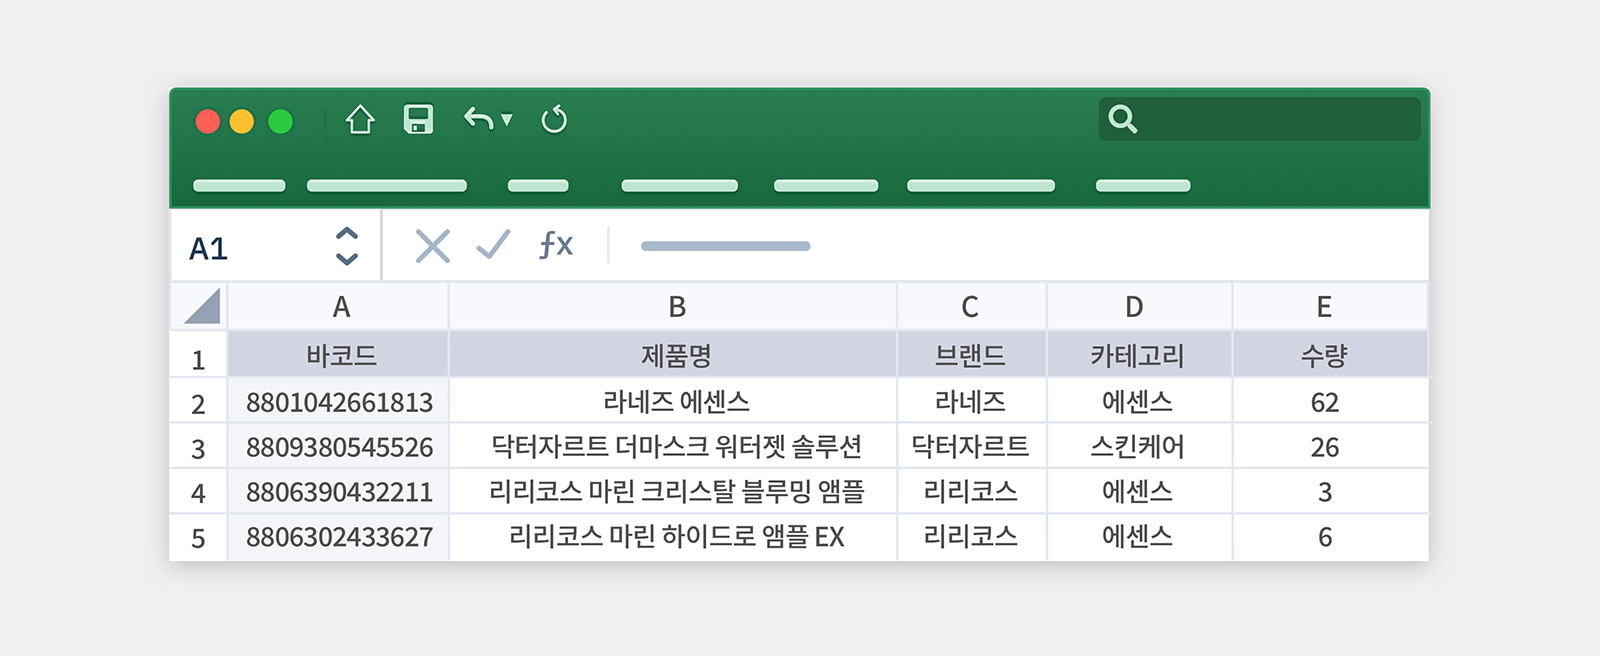 A1 fx
A B C D E
1 바코드 제품명 브랜드 카테고리 수량
2 8801042661813 라네즈 에센스 라네즈 에센스 62
3 8809380545526 닥터자르트 더마스크 워터젯 솔루션 닥터자르트 스킨케어 26
4 8806390432211 리리코스 마린 크리스탈 블루밍 앰플 리리코스 에센스 3
5 8806302433627 리리코스 마린 하이드로 앰플 EX 리리코스 에센스 6